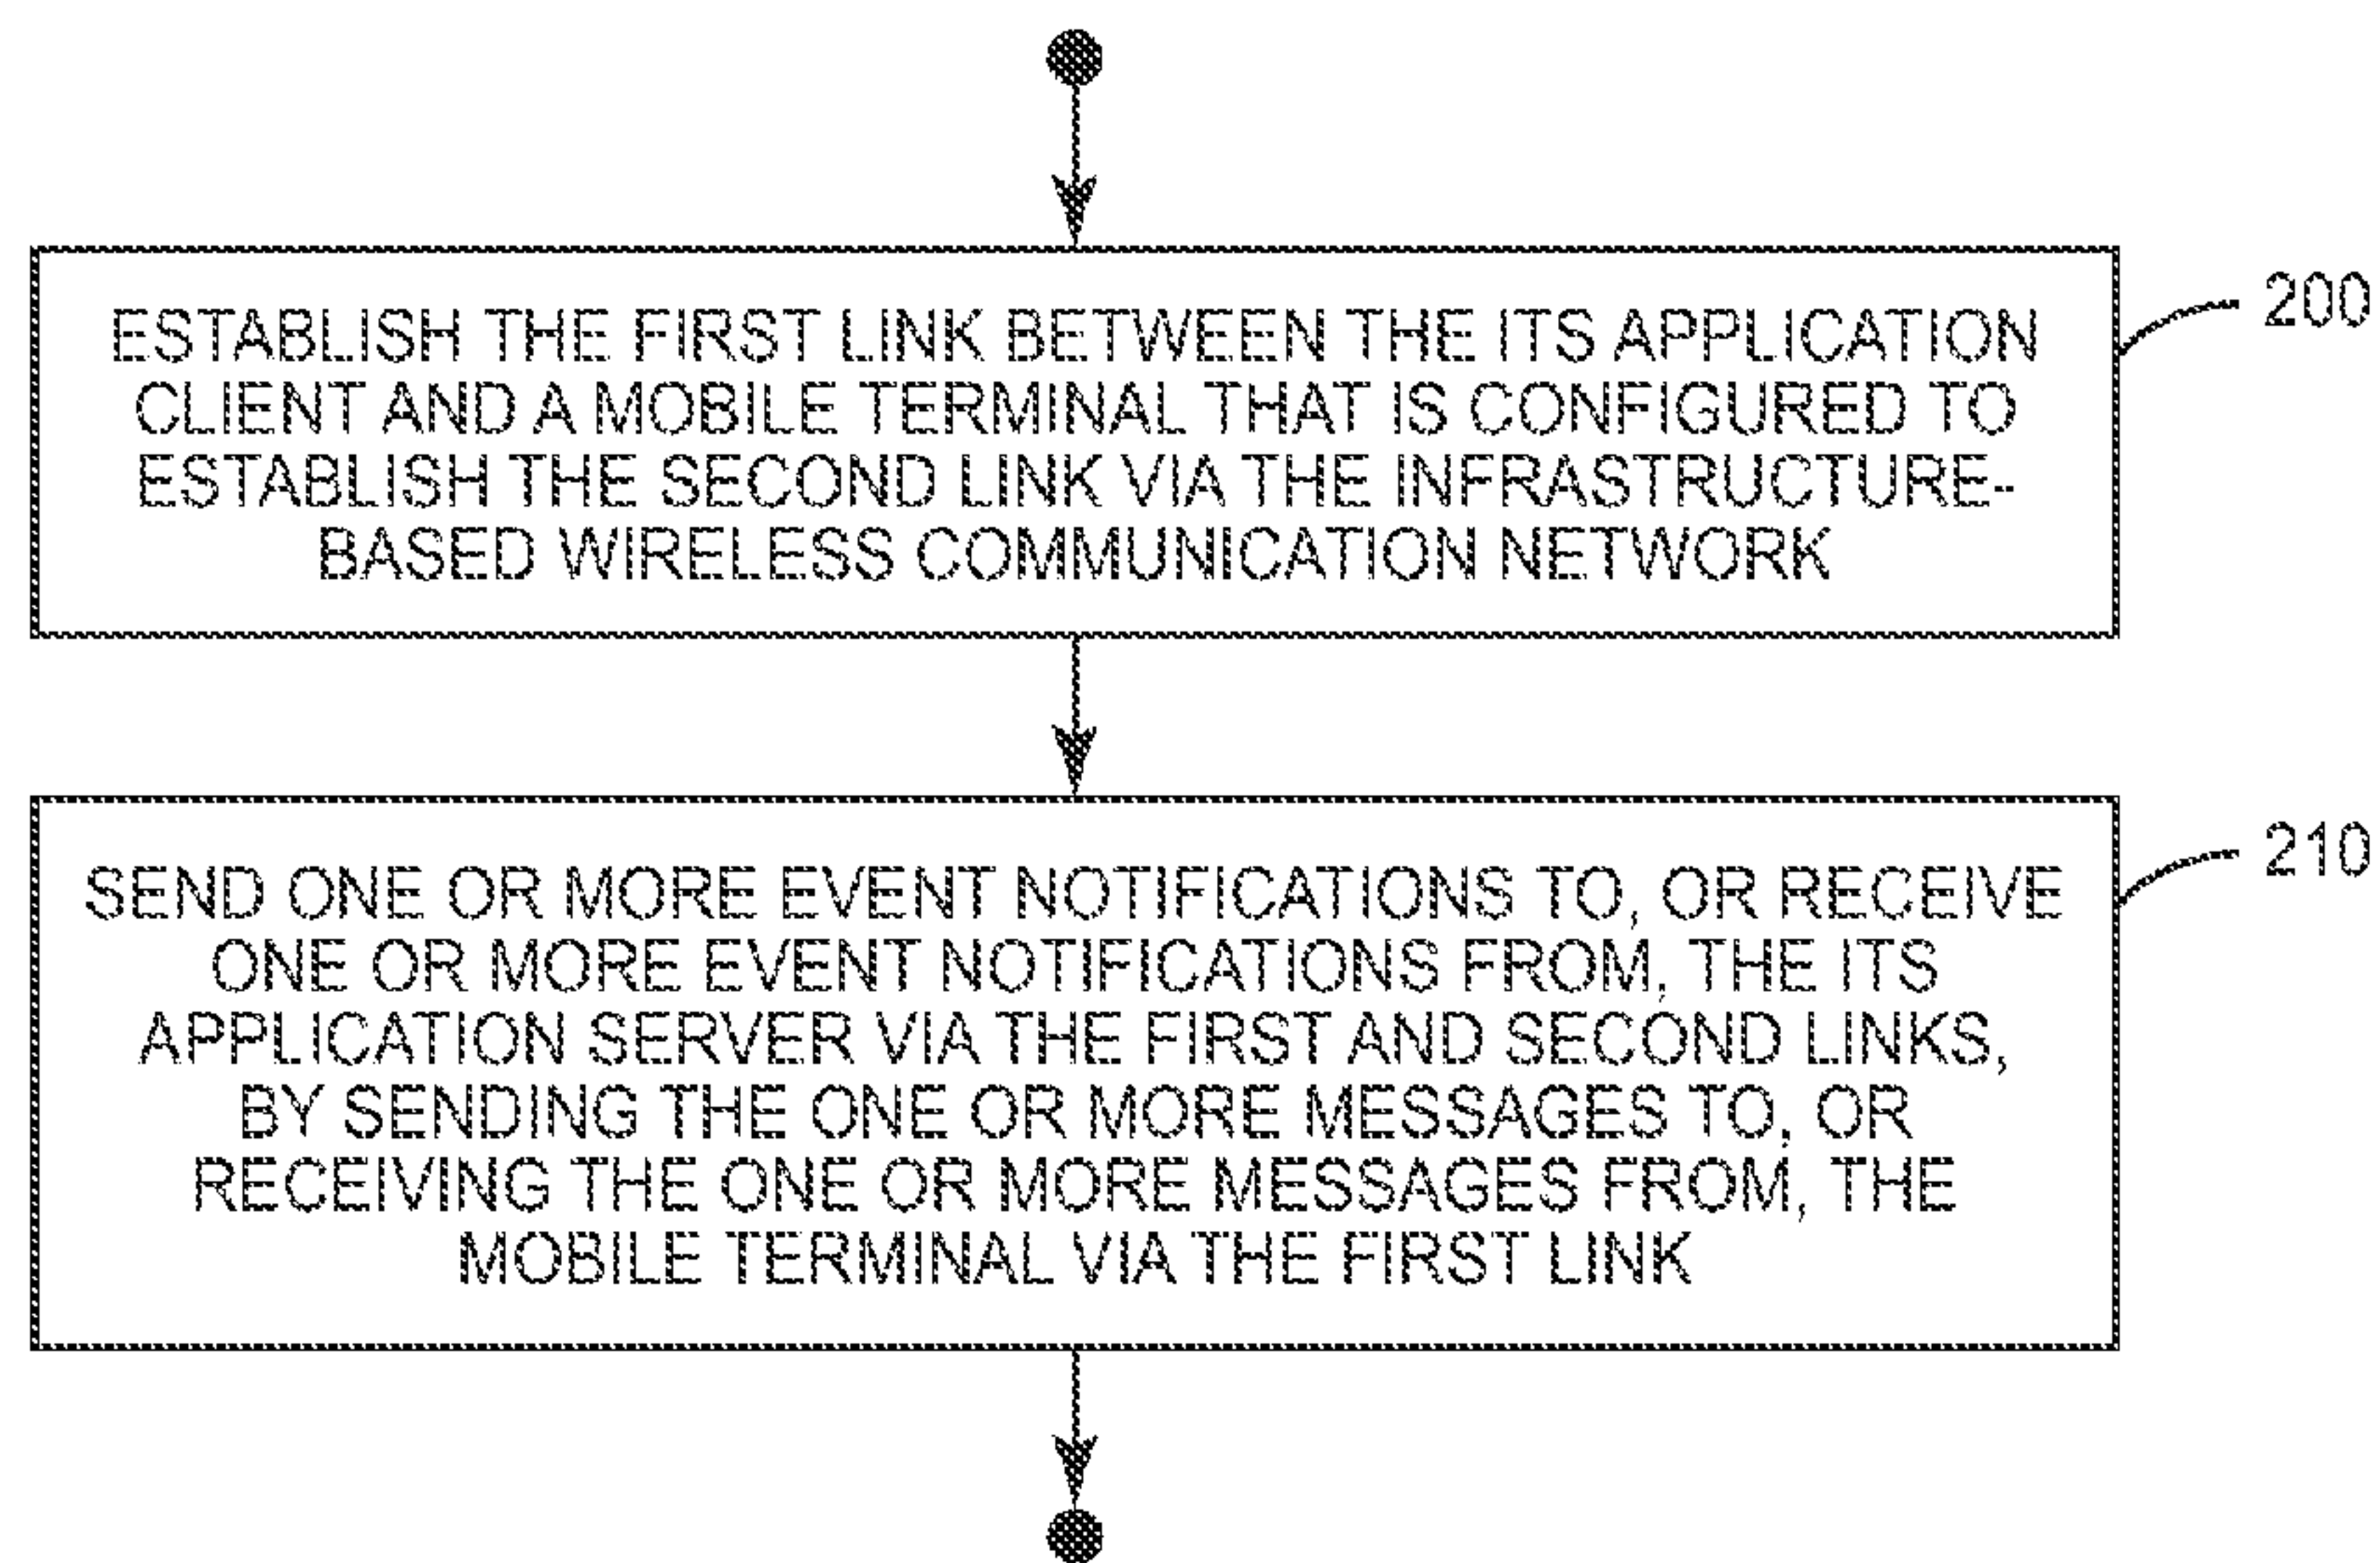 ESTABLISH THE FIRST LINK BETWEEN THE ITS APPLICATION
CLIENT AND A MOBILE TERMINAL THAT IS CONFIGURED TO
ESTABLISH THE SECOND LINK VIA THE INFRASTRUCTURE-
BASED WIRELESS COMMUNICATION NETWORK
200
SEND ONE OR MORE EVENT NOTIFICATIONS TO, OR RECEIVE
ONE OR MORE EVENT NOTIFICATIONS FROM, THE ITS
APPLICATION SERVER VIA THE FIRST AND SECOND LINKS,
BY SENDING THE ONE OR MORE MESSAGES TO, OR
RECEIVING THE ONE OR MORE MESSAGES FROM, THE
MOBILE TERMINAL VIA THE FIRST LINK
210